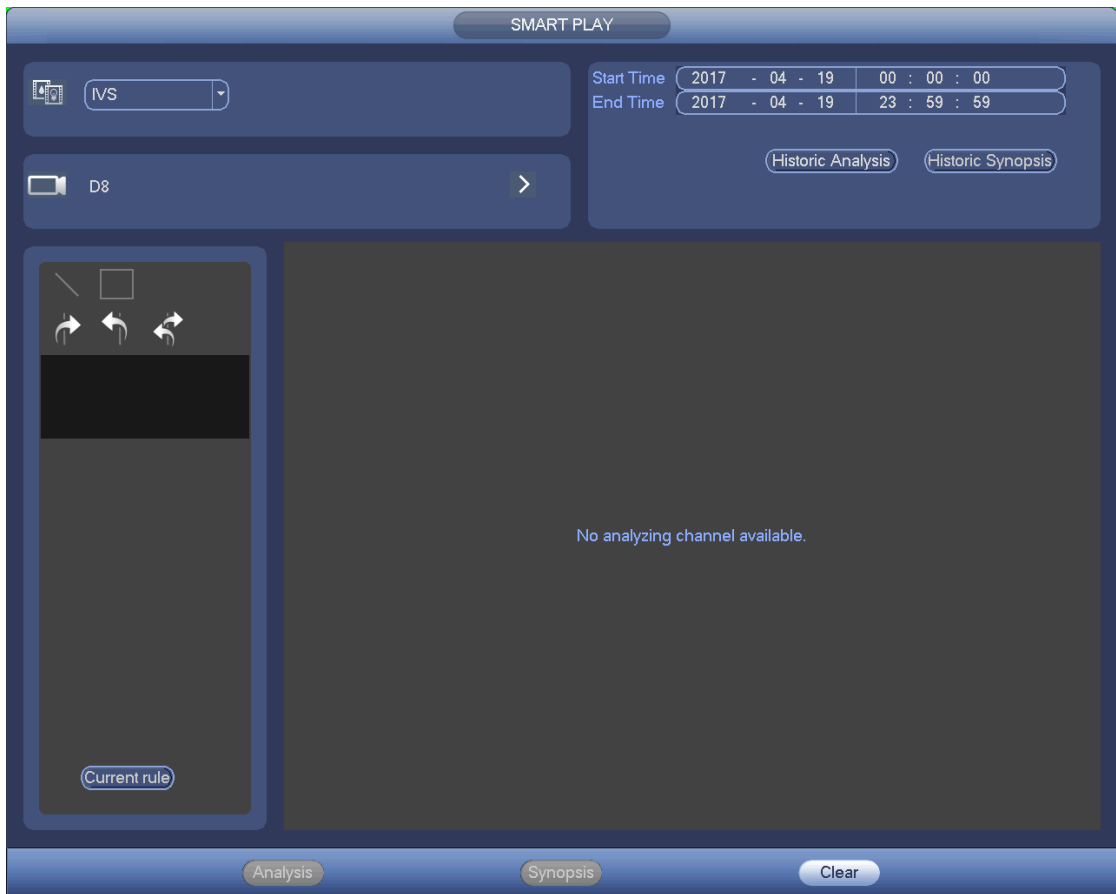 SMART PLAY
IVS
Start Time 2017 - 04 - 19 00 : 00 : 00
End Time 2017 - 04 - 19 23 : 59 : 59
Historic Analysis Historic Synopsis
D8
No analyzing channel available.
Current rule
Analysis Synopsis Clear